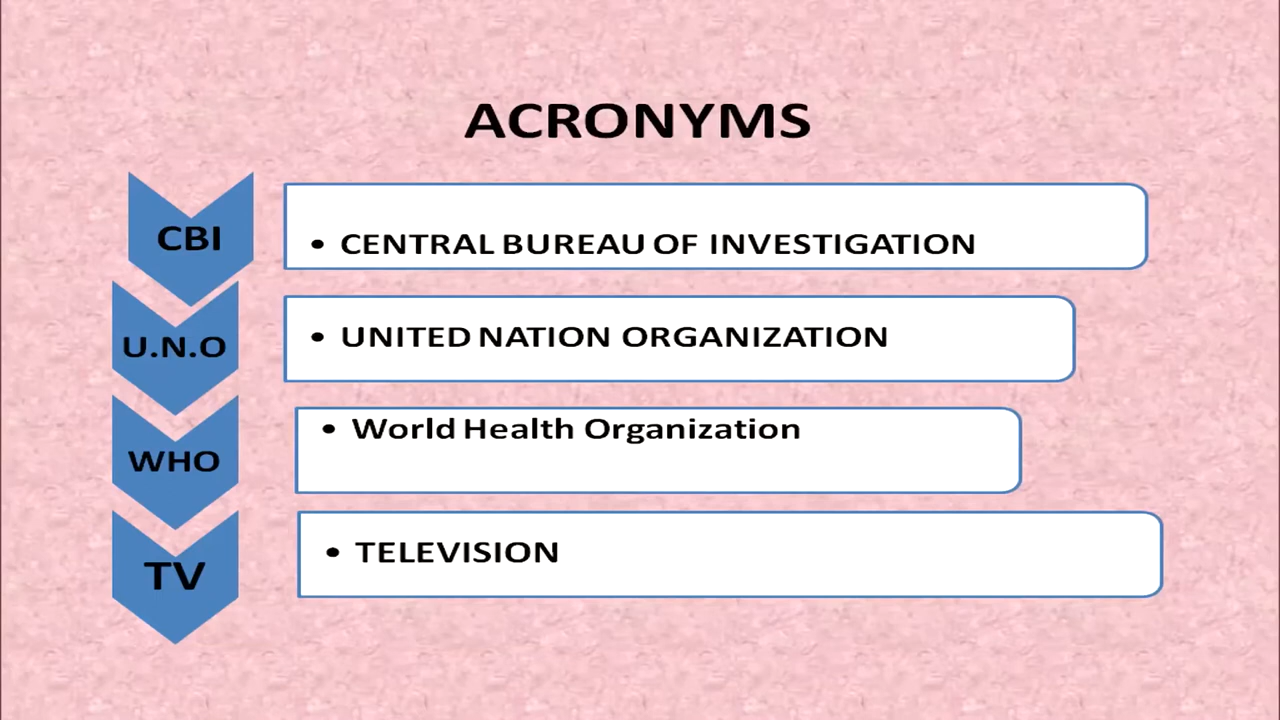 ACRONYMS
CBI
• CENTRAL BUREAU OF INVESTIGATION
U.N.O
• UNITED NATION ORGANIZATION
WHO
• World Health Organization
TV
• TELEVISION